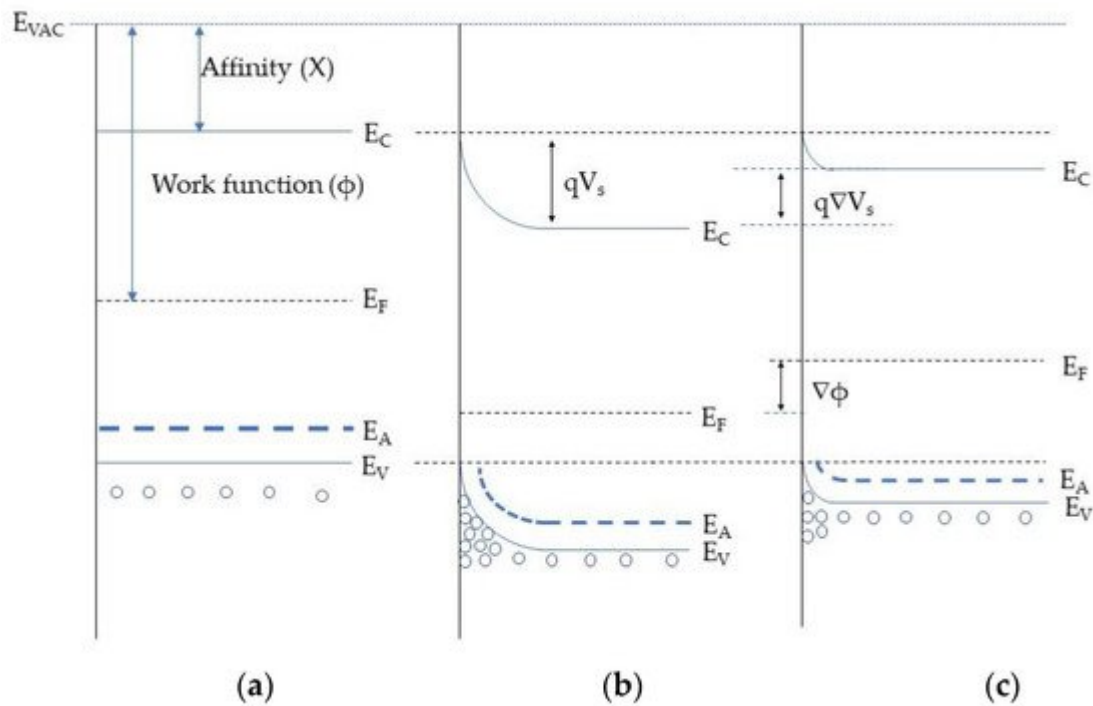 E_VAC
Affinity (X)
E_C
Work function (ϕ)
E_F
E_A
E_V
(a)
qV_s
E_C
E_F
E_A
E_V
(b)
E_C
q∇V_s
E_F
∇ϕ
E_A
E_V
(c)